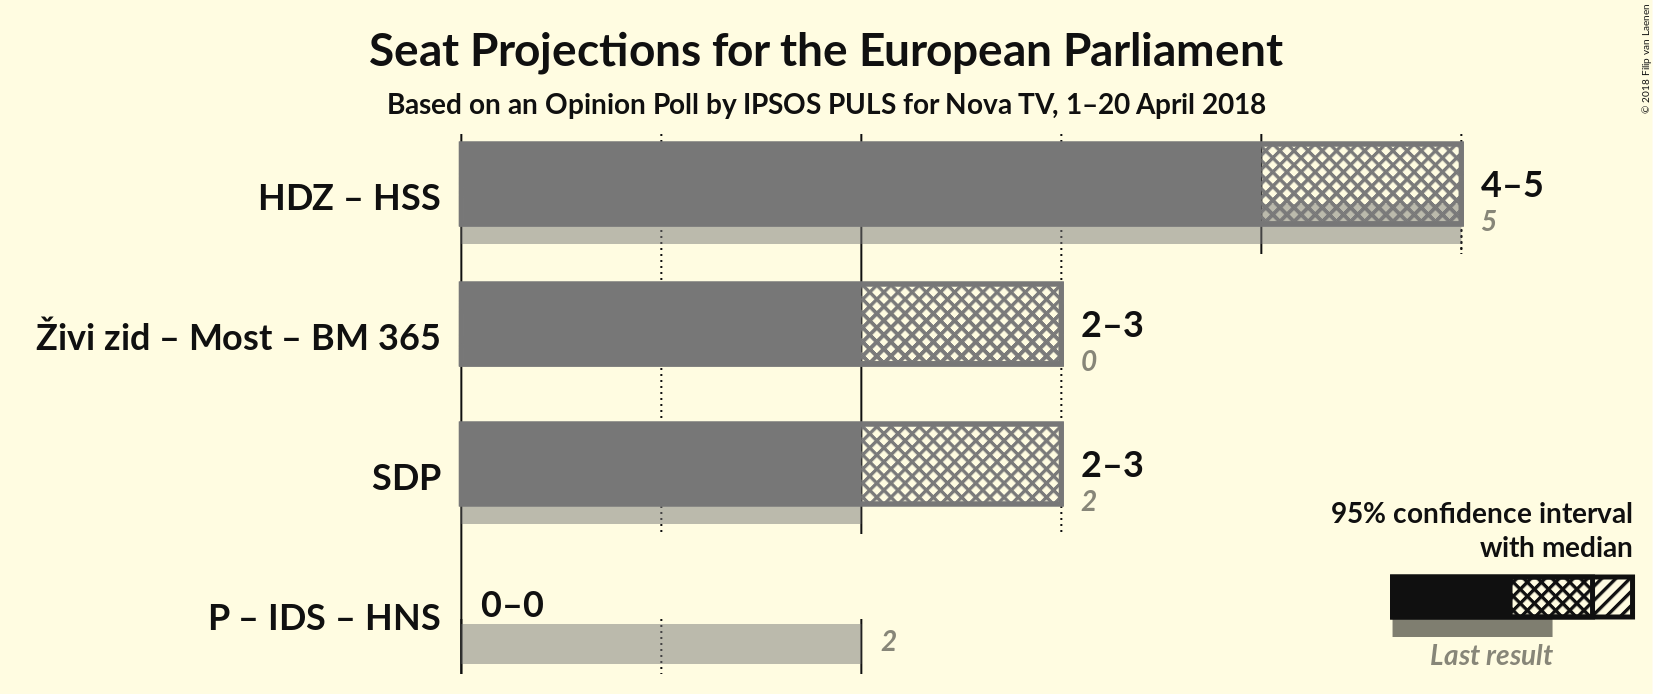 Seat Projections for the European Parliament
Based on an Opinion Poll by IPSOS PULS for Nova TV, 1–20 April 2018
© 2018 Filip van Laenen
HDZ – HSS
4–5
5
Živi zid – Most – BM 365
2–3
0
SDP
2–3
2
P – IDS – HNS
0–0
2
95% confidence interval
with median
Last result